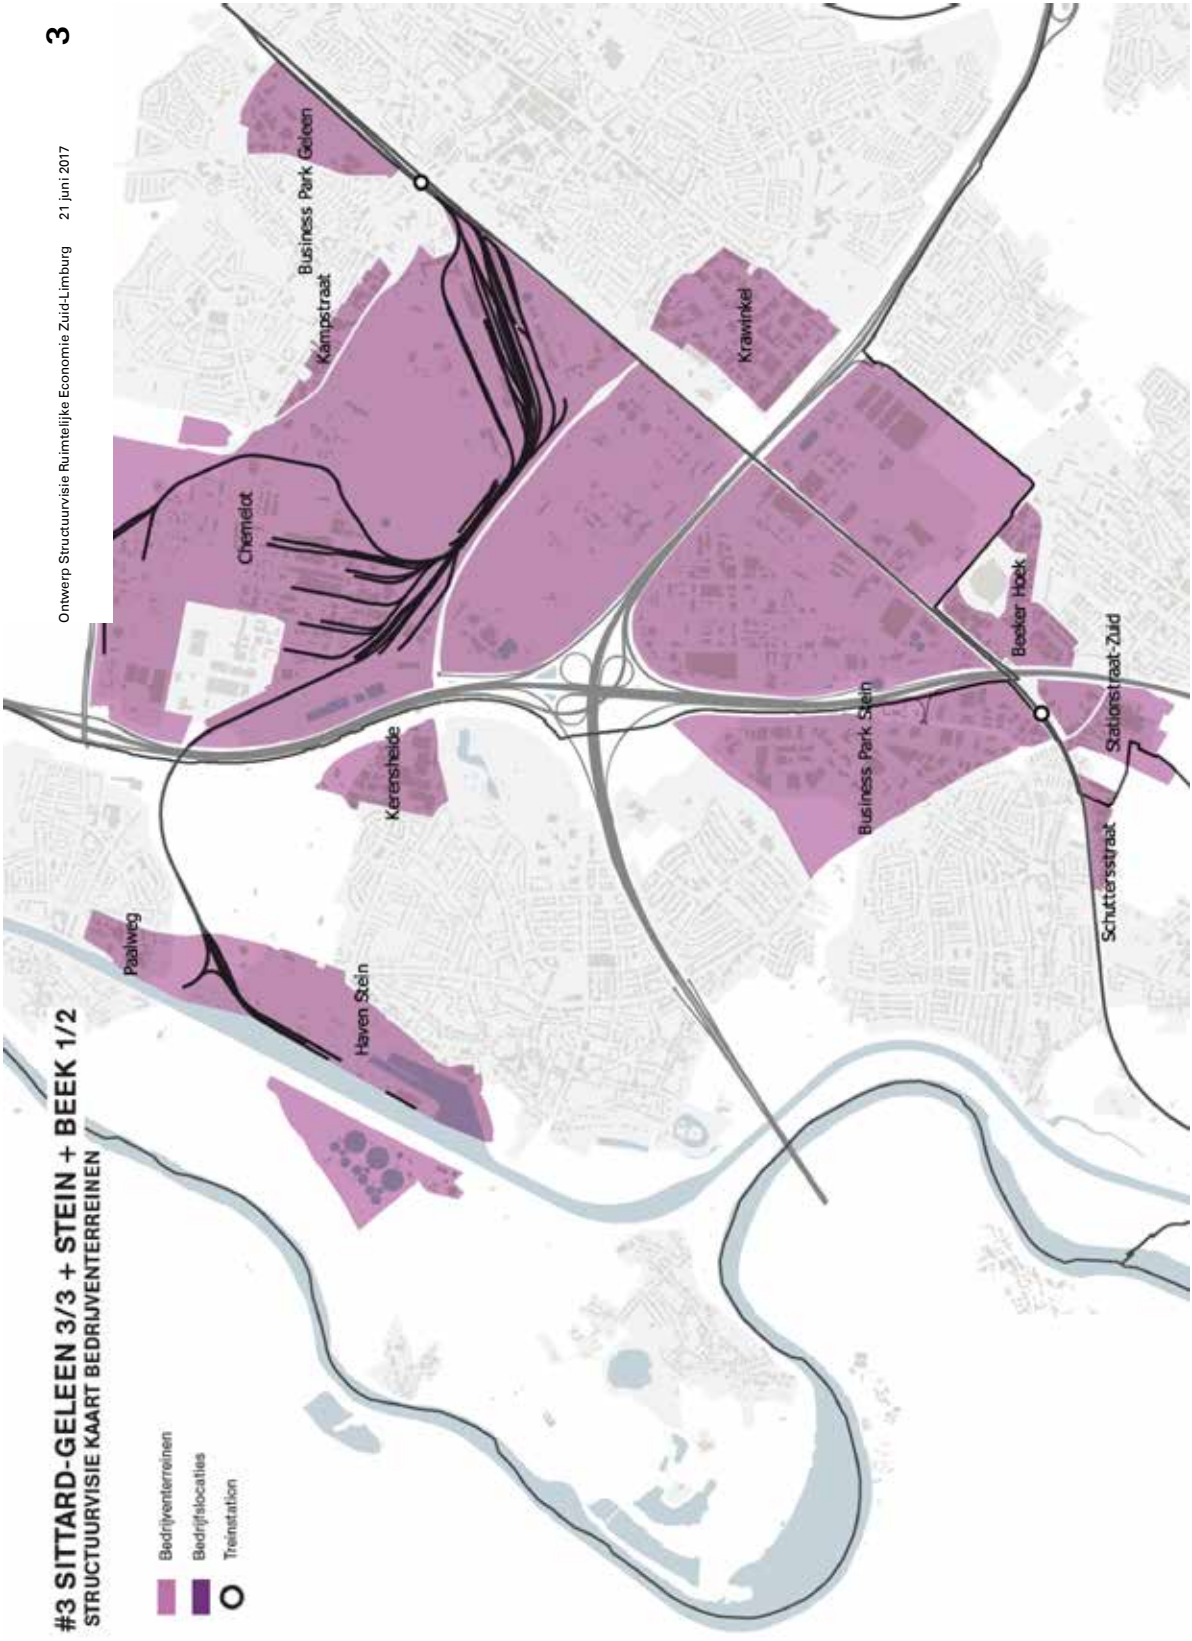 Ontwerp Structuurvisie Ruimtelijke Economie Zuid-Limburg 21 juni 2017 3
#3 SITTARD-GELEEN 3/3 + STEIN + BEEK 1/2
STRUCTUURVISIE KAART BEDRIJVENTERREINEN
Bedrijventerreinen
Bedrijfslocaties
Treinstation
Paalweg
Haven Stein
Chemelot
Kerensheide
Kampstraat
Business Park Geleen
Krawinkel
Business Park Stein
Beeker Hoek
Stationstraat-Zuid
Schuttersstraat